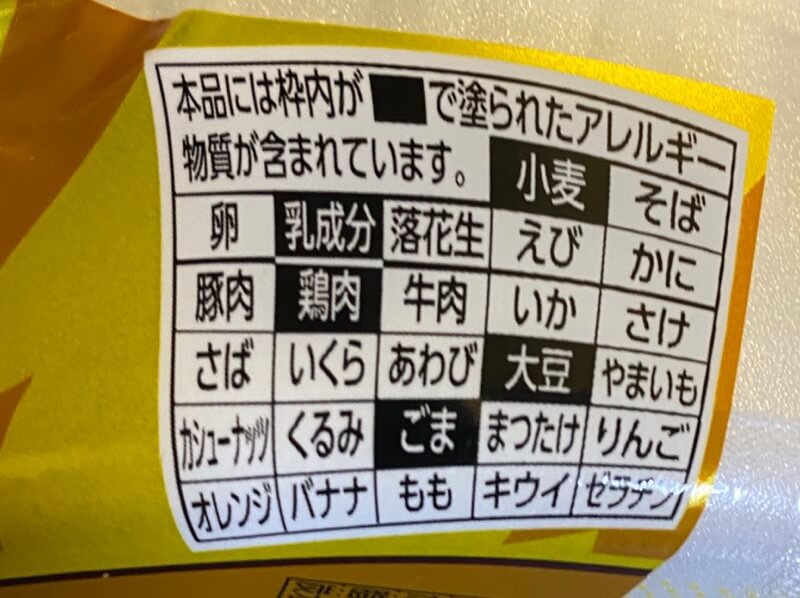 本品には枠内が■で塗られたアレルギー
物質が含まれています。 小麦 そば
卵 乳成分 落花生 えび かに
豚肉 鶏肉 牛肉 いか さけ
さば いくら あわび 大豆 やまいも
カシューナッツ くるみ ごま まつたけ りんご
オレンジ バナナ もも キウイ ゼラチン